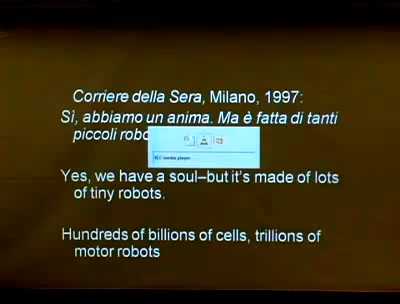 Corriere della Sera, Milano, 1997:
Sì, abbiamo un anima. Ma è fatta di tanti
piccoli robo
VLC media player
Yes, we have a soul–but it's made of lots
of tiny robots.
Hundreds of billions of cells, trillions of
motor robots